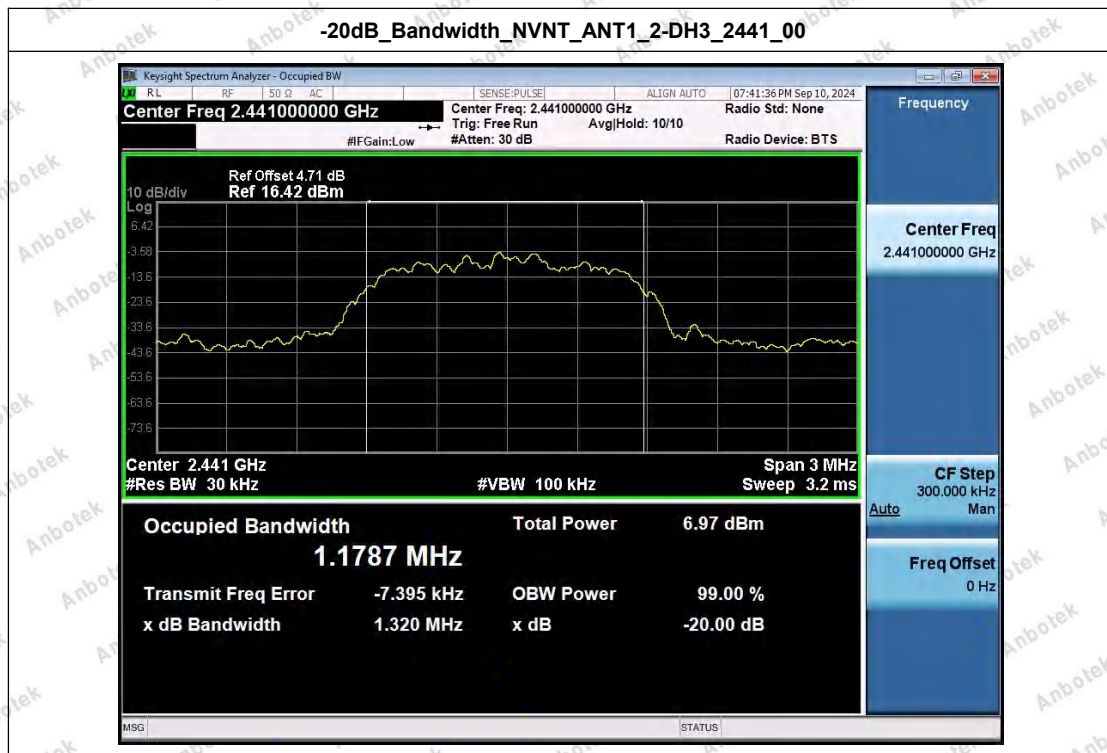 -20dB_Bandwidth_NVNT_ANT1_2-DH3_2441_00
Keysight Spectrum Analyzer - Occupied BW
LXI RL RF 50 Ω AC SENSE:PULSE ALIGN AUTO 07:41:36 PM Sep 10, 2024
Center Freq 2.441000000 GHz
Center Freq: 2.441000000 GHz
Radio Std: None
Trig: Free Run Avg|Hold: 10/10
#IFGain:Low
#Atten: 30 dB
Radio Device: BTS
Ref Offset 4.71 dB
10 dB/div Ref 16.42 dBm
Log
6.42
-3.58
-13.6
-23.6
-33.6
-43.6
-53.6
-63.6
-73.6
Center 2.441 GHz
Span 3 MHz
#Res BW 30 kHz
#VBW 100 kHz
Sweep 3.2 ms
Occupied Bandwidth
Total Power 6.97 dBm
1.1787 MHz
Transmit Freq Error -7.395 kHz
OBW Power 99.00 %
x dB Bandwidth 1.320 MHz
x dB -20.00 dB
MSG
STATUS
Frequency
Center Freq
2.441000000 GHz
CF Step
300.000 kHz
Auto Man
Freq Offset
0 Hz
Anbotek